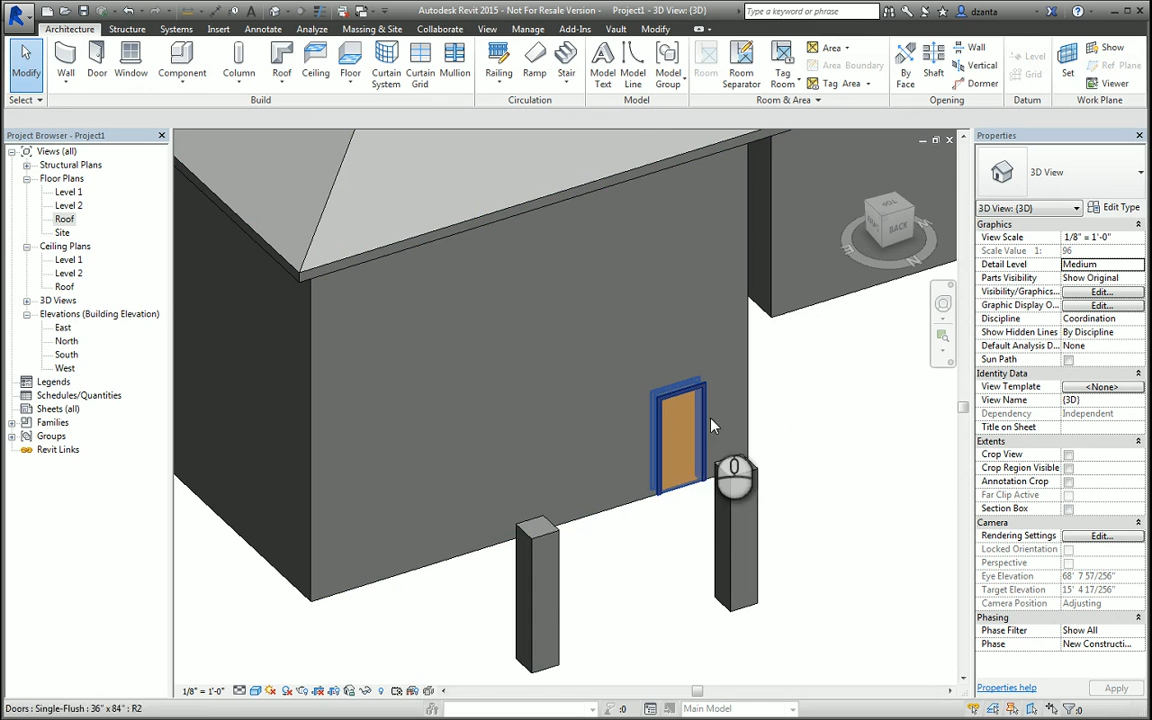 Autodesk Revit 2015 - Not For Resale Version - Project1 - 3D View: {3D}
Type a keyword or phrase
dzanta
Architecture Structure Systems Insert Annotate Analyze Massing & Site Collaborate View Manage Add-Ins Vault Modify
Modify Wall Door Window Component Column Roof Ceiling Floor Curtain System Curtain Grid Mullion Railing Ramp Stair Model Text Model Line Model Group Room Room Separator Tag Room Area Area Boundary Tag Area By Face Shaft Wall Vertical Dormer Level Grid Set Show Ref Plane Viewer
Select Build Circulation Model Room & Area Opening Datum Work Plane
Project Browser - Project1
Views (all)
Structural Plans
Floor Plans
Level 1
Level 2
Roof
Site
Ceiling Plans
Level 1
Level 2
Roof
3D Views
Elevations (Building Elevation)
East
North
South
West
Legends
Schedules/Quantities
Sheets (all)
Families
Groups
Revit Links
BACK
Properties
3D View
3D View: {3D} Edit Type
Graphics
View Scale 1/8" = 1'-0"
Scale Value 1: 96
Detail Level Medium
Parts Visibility Show Original
Visibility/Graphics... Edit...
Graphic Display O... Edit...
Discipline Coordination
Show Hidden Lines By Discipline
Default Analysis D... None
Sun Path
Identity Data
View Template <None>
View Name {3D}
Dependency Independent
Title on Sheet
Extents
Crop View
Crop Region Visible
Annotation Crop
Far Clip Active
Section Box
Camera
Rendering Settings Edit...
Locked Orientation
Perspective
Eye Elevation 68' 7 57/256"
Target Elevation 15' 4 17/256"
Camera Position Adjusting
Phasing
Phase Filter Show All
Phase New Constructi...
Properties help Apply
1/8" = 1'-0"
Doors : Single-Flush : 36" x 84" : R2
:0
Main Model
:0